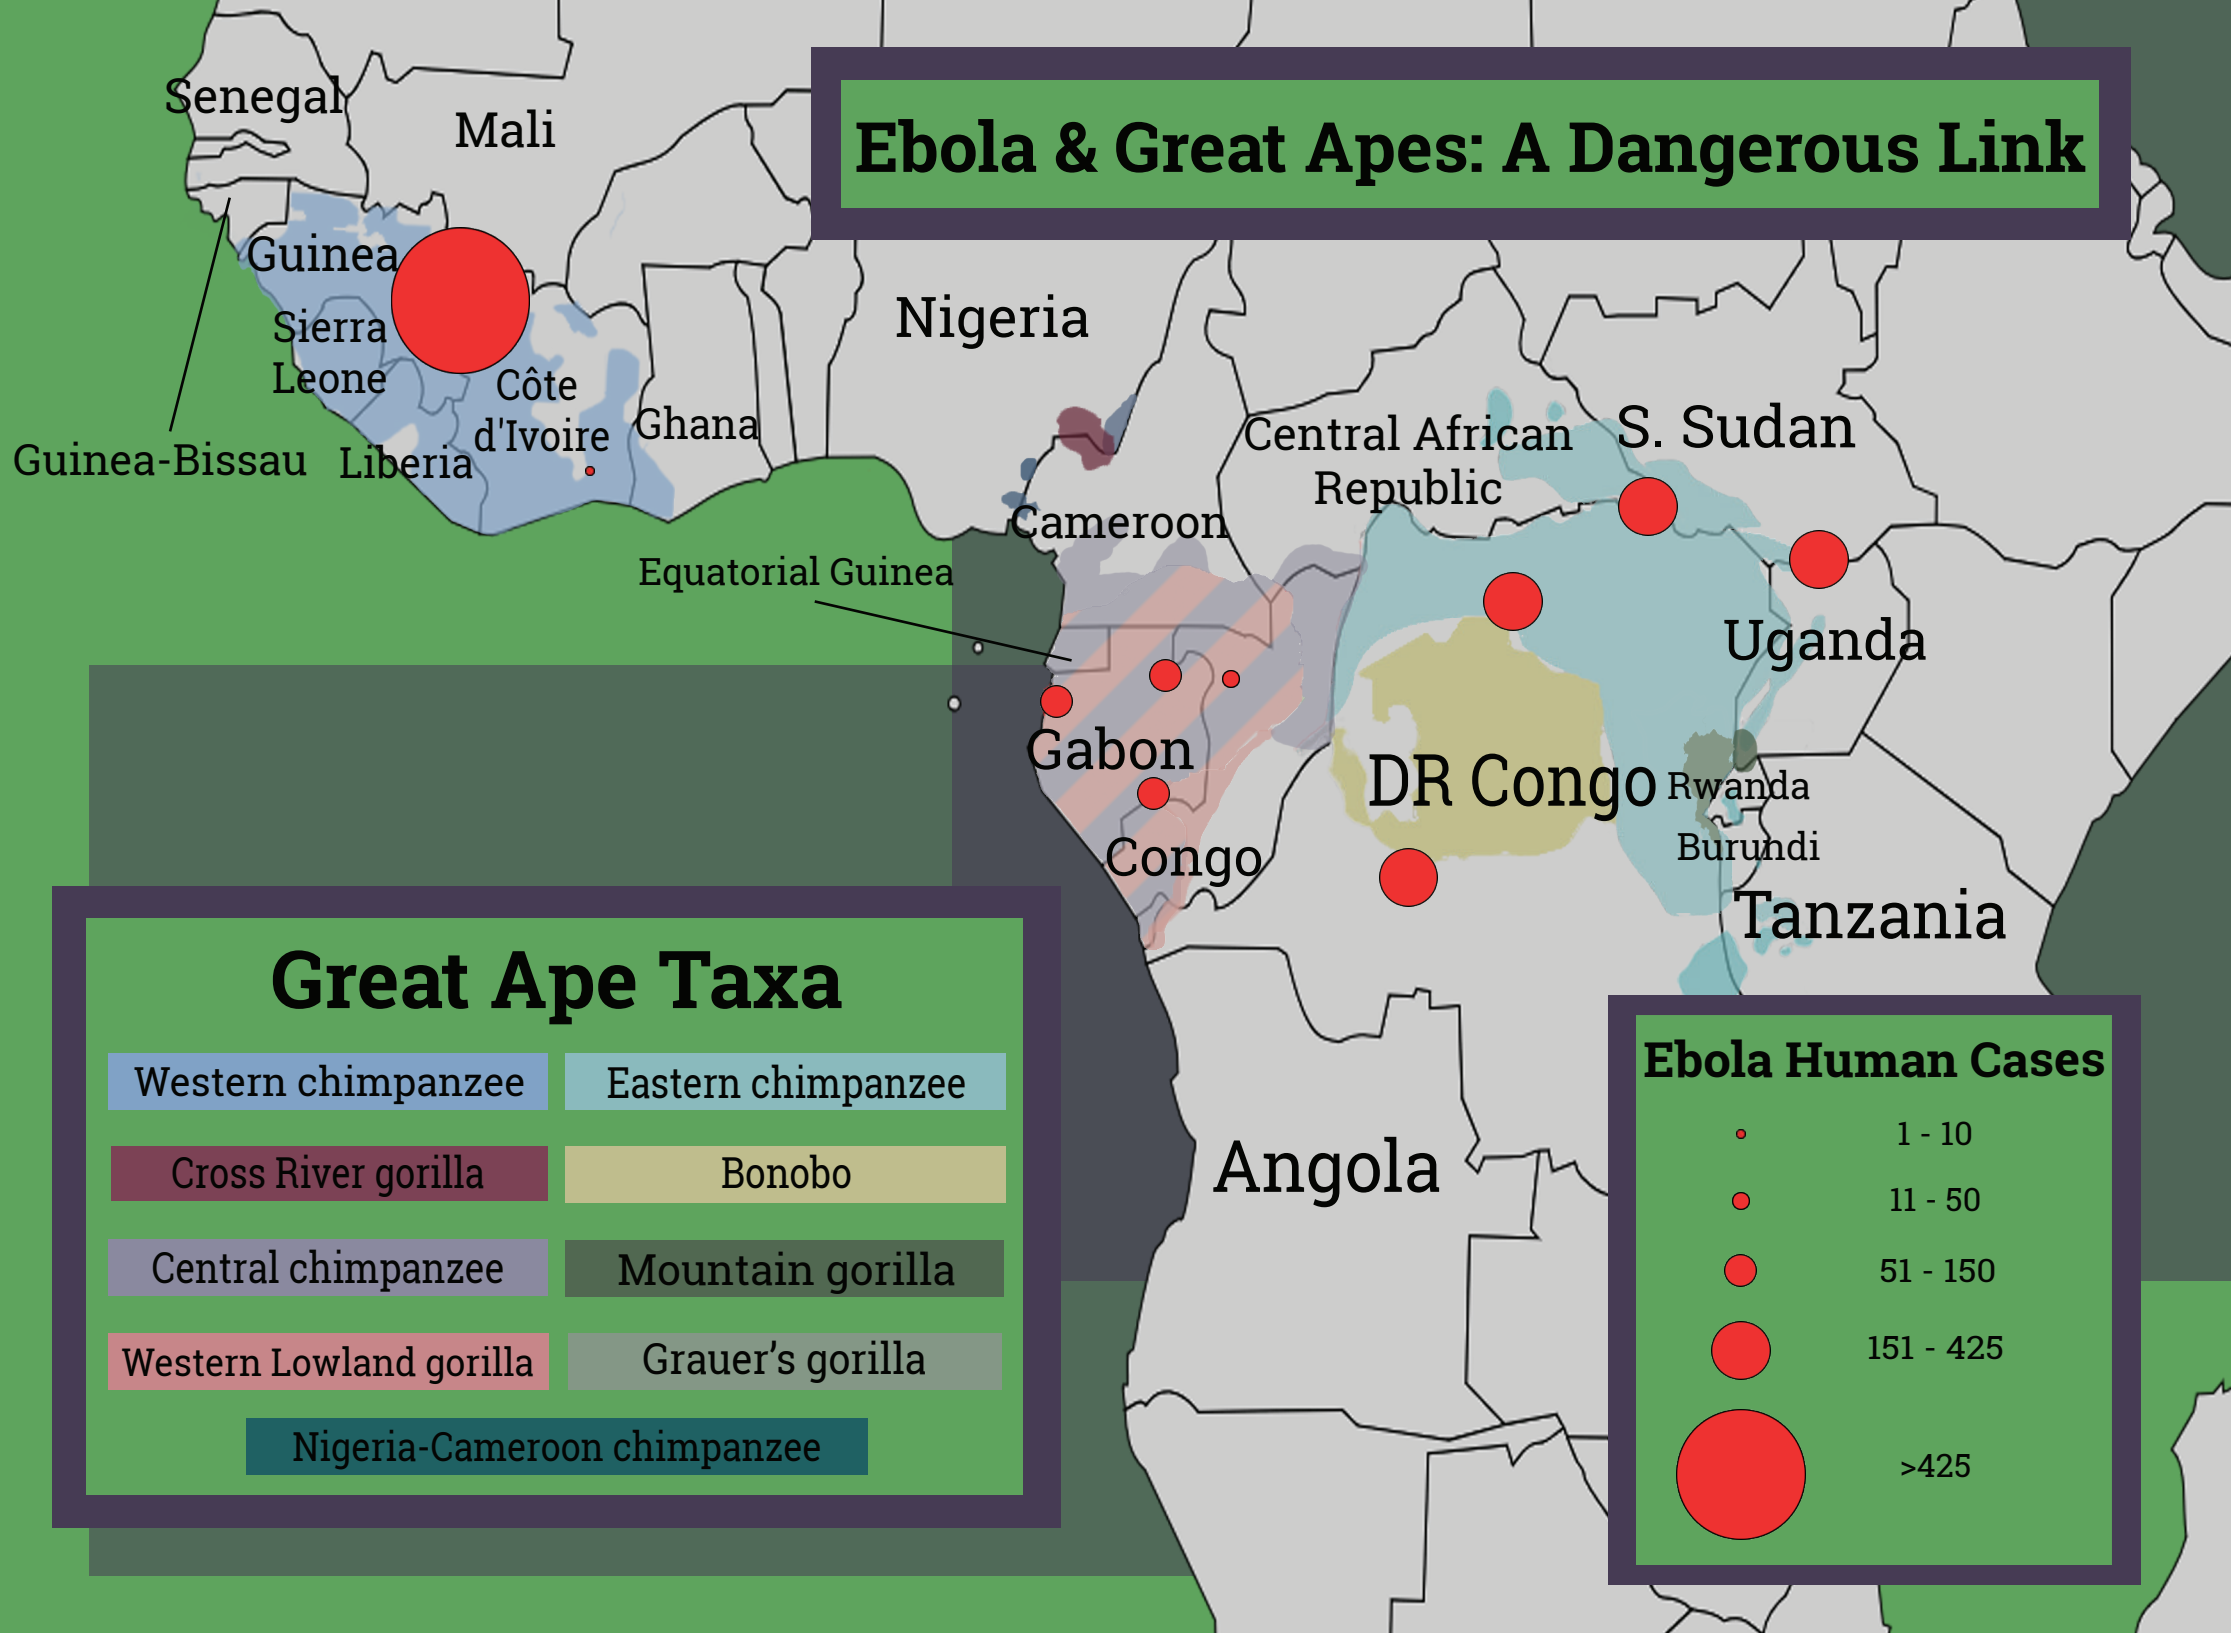 Ebola & Great Apes: A Dangerous Link
Senegal
Mali
Guinea
Sierra
Leone
Côte
d'Ivoire
Ghana
Guinea-Bissau
Liberia
Nigeria
Central African
Republic
S. Sudan
Cameroon
Equatorial Guinea
Uganda
Gabon
DR Congo
Rwanda
Congo
Burundi
Tanzania
Angola
Great Ape Taxa
Western chimpanzee
Eastern chimpanzee
Cross River gorilla
Bonobo
Central chimpanzee
Mountain gorilla
Western Lowland gorilla
Grauer’s gorilla
Nigeria-Cameroon chimpanzee
Ebola Human Cases
1 - 10
11 - 50
51 - 150
151 - 425
>425